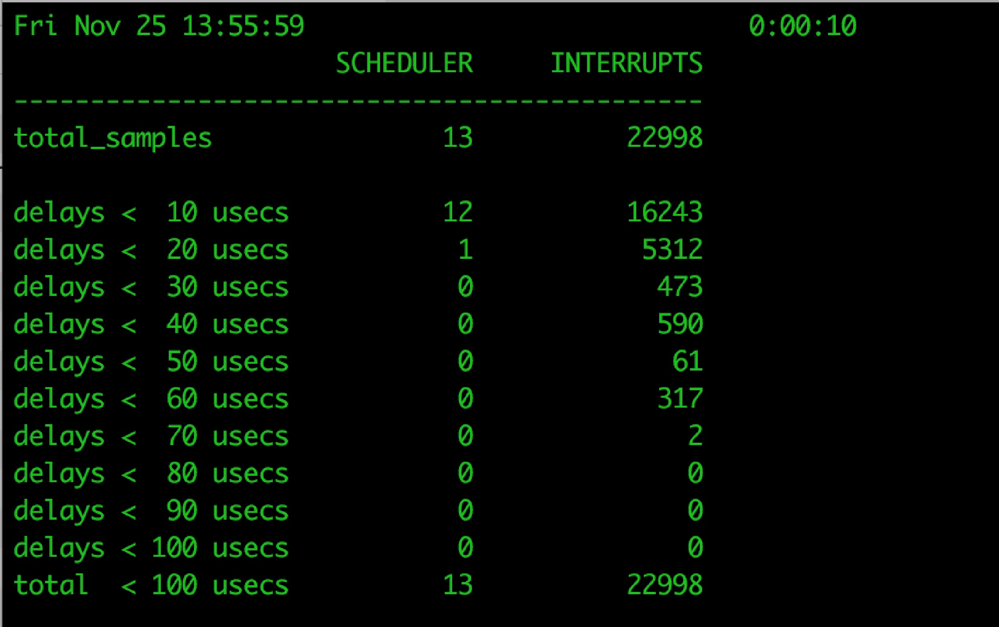 Fri Nov 25 13:55:59                              0:00:10
                     SCHEDULER     INTERRUPTS
---------------------------------------------
total_samples               13          22998

delays <  10 usecs          12          16243
delays <  20 usecs           1           5312
delays <  30 usecs           0            473
delays <  40 usecs           0            590
delays <  50 usecs           0             61
delays <  60 usecs           0            317
delays <  70 usecs           0              2
delays <  80 usecs           0              0
delays <  90 usecs           0              0
delays < 100 usecs           0              0
total  < 100 usecs          13          22998